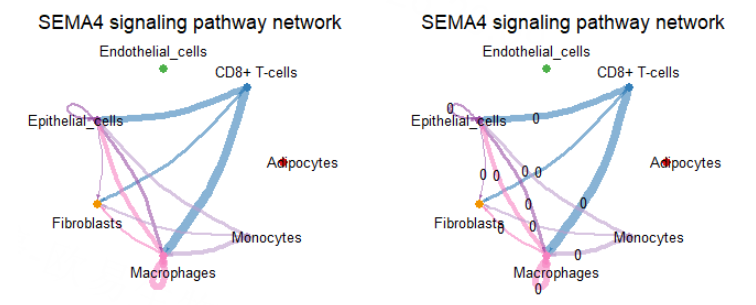 SEMA4 signaling pathway network
Endothelial_cells
CD8+ T-cells
Epithelial_cells
Adipocytes
Fibroblasts
Monocytes
Macrophages
SEMA4 signaling pathway network
Endothelial_cells
CD8+ T-cells
0
Epithelial_cells
0
Adipocytes
0 0
0 0
0
0
Fibroblasts
0
Monocytes
0
Macrophages
0